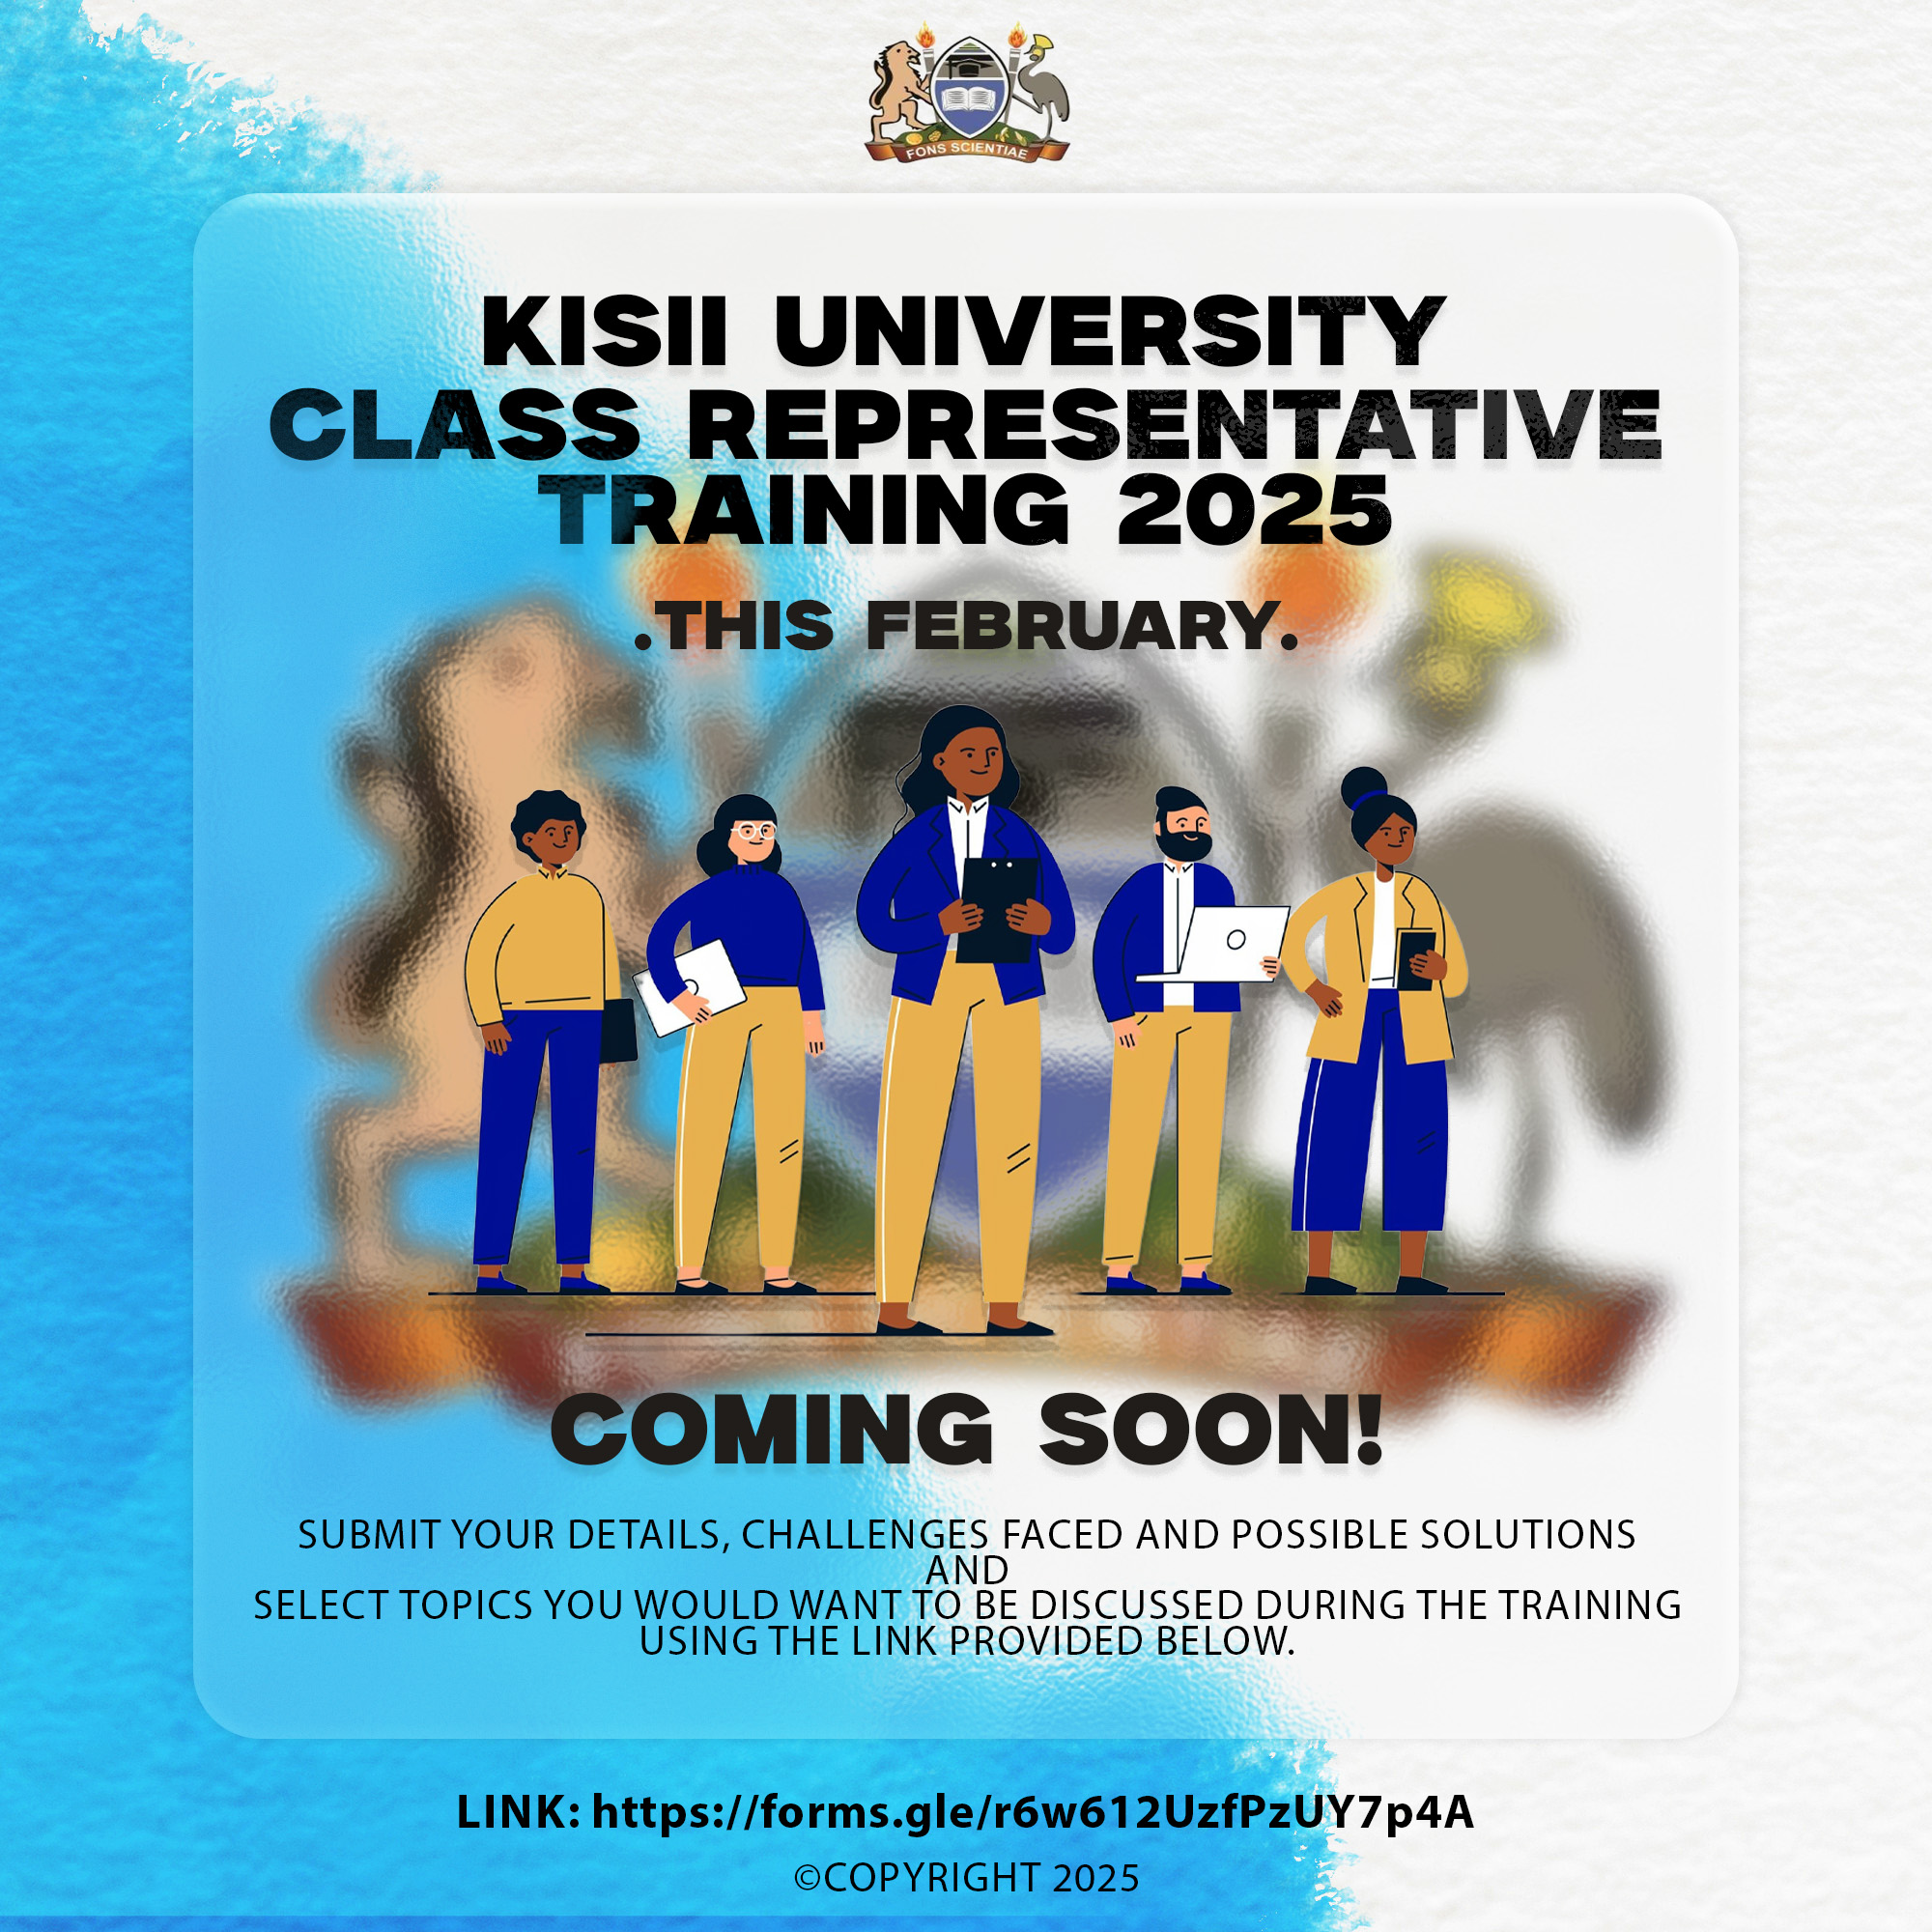 FONS SCIENTIAE
KISII UNIVERSITY
CLASS REPRESENTATIVE
TRAINING 2025
.THIS FEBRUARY.
COMING SOON!
SUBMIT YOUR DETAILS, CHALLENGES FACED AND POSSIBLE SOLUTIONS
AND
SELECT TOPICS YOU WOULD WANT TO BE DISCUSSED DURING THE TRAINING
USING THE LINK PROVIDED BELOW.
LINK: https://forms.gle/r6w612UzfPzUY7p4A
©COPYRIGHT 2025